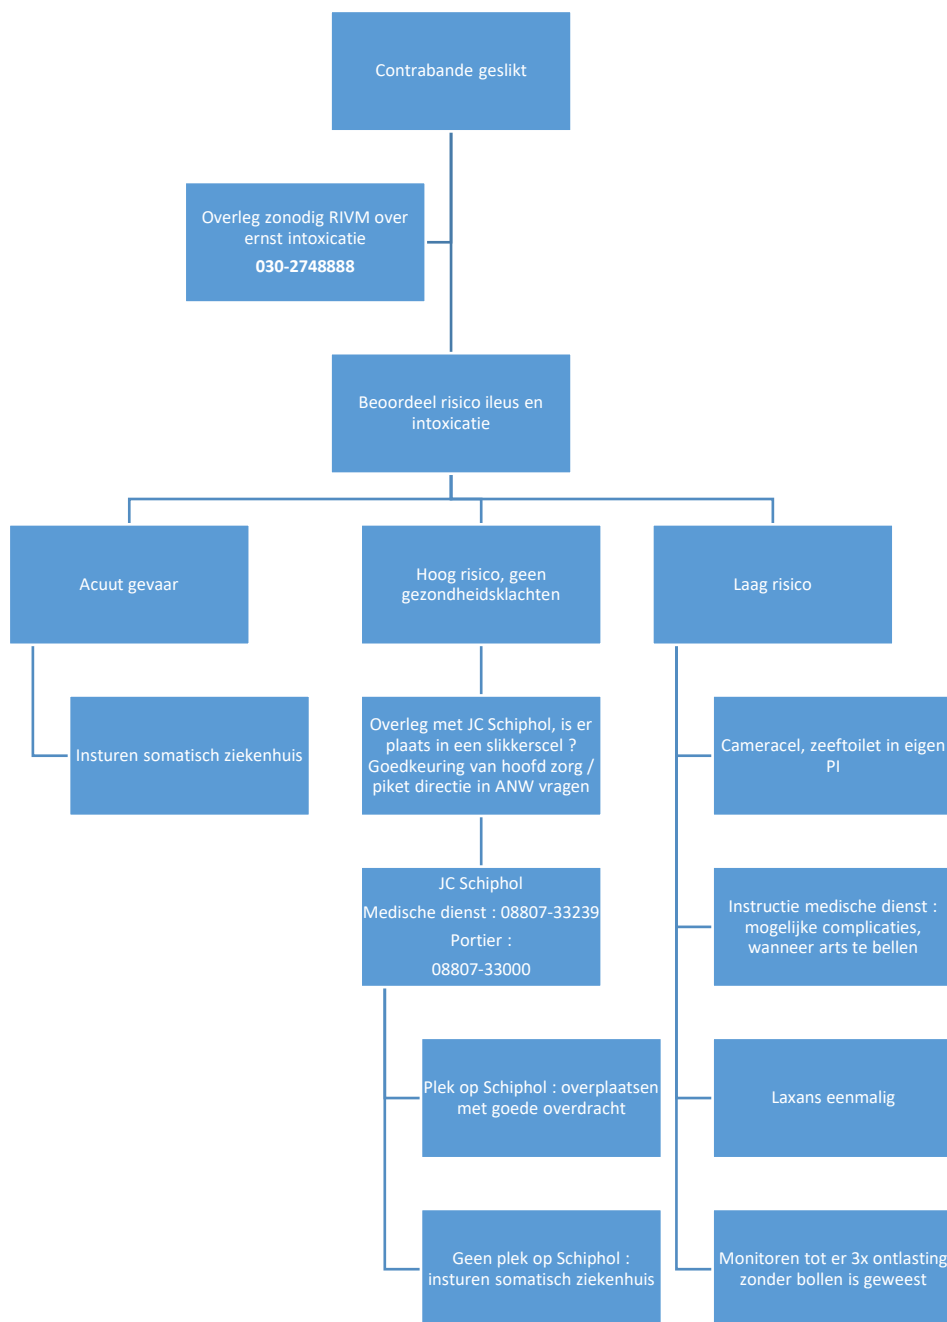 Contrabande geslikt
Overleg zonodig RIVM over
ernst intoxicatie
030-2748888
Beoordeel risico ileus en
intoxicatie
Acuut gevaar
Insturen somatisch ziekenhuis
Hoog risico, geen
gezondheidsklachten
Overleg met JC Schiphol, is er
plaats in een slikkerscel ?
Goedkeuring van hoofd zorg /
piket directie in ANW vragen
JC Schiphol
Medische dienst : 08807-33239
Portier :
08807-33000
Plek op Schiphol : overplaatsen
met goede overdracht
Geen plek op Schiphol :
insturen somatisch ziekenhuis
Laag risico
Cameracel, zeeftoilet in eigen
PI
Instructie medische dienst :
mogelijke complicaties,
wanneer arts te bellen
Laxans eenmalig
Monitoren tot er 3x ontlasting
zonder bollen is geweest